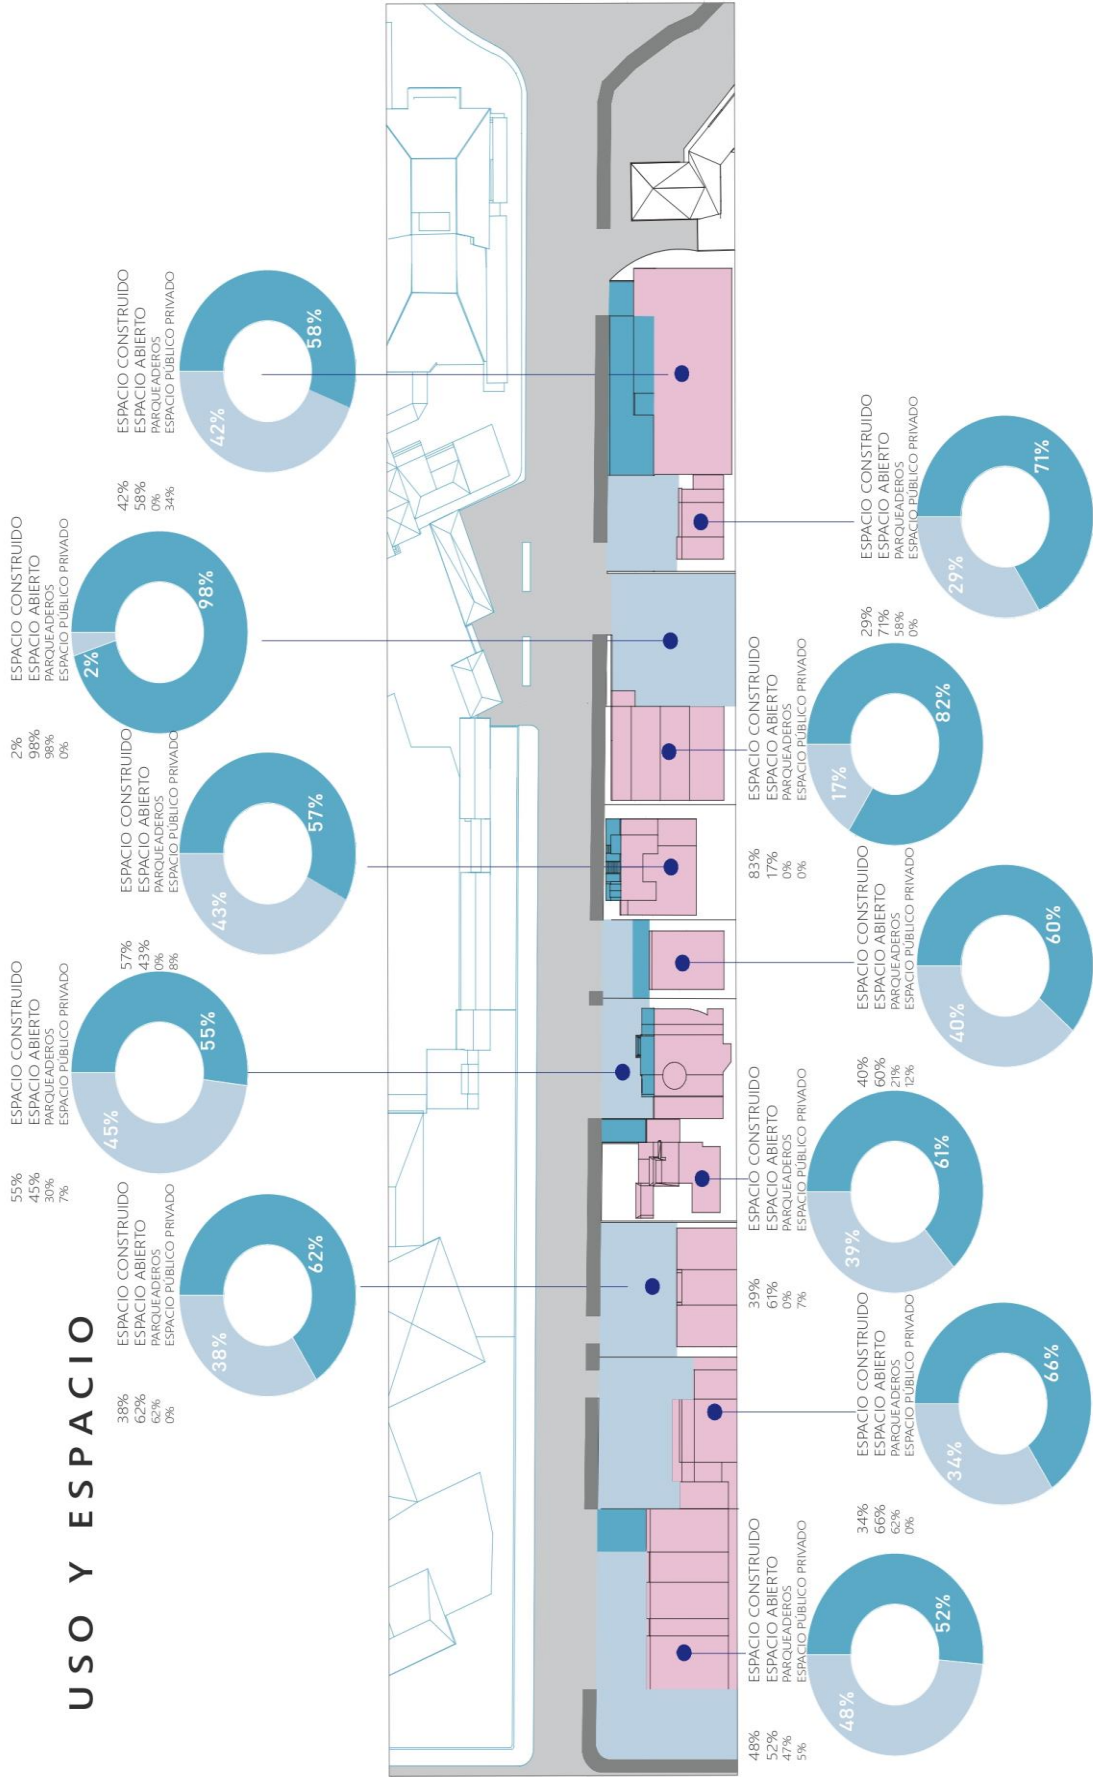 USO Y ESPACIO
38% ESPACIO CONSTRUIDO
62% ESPACIO ABIERTO
62% PARQUEADEROS
0% ESPACIO PÚBLICO PRIVADO
38%
62%
55% ESPACIO CONSTRUIDO
45% ESPACIO ABIERTO
30% PARQUEADEROS
7% ESPACIO PÚBLICO PRIVADO
45%
55%
57% ESPACIO CONSTRUIDO
43% ESPACIO ABIERTO
0% PARQUEADEROS
8% ESPACIO PÚBLICO PRIVADO
43%
57%
2% ESPACIO CONSTRUIDO
98% ESPACIO ABIERTO
98% PARQUEADEROS
0% ESPACIO PÚBLICO PRIVADO
2%
98%
42% ESPACIO CONSTRUIDO
58% ESPACIO ABIERTO
0% PARQUEADEROS
34% ESPACIO PÚBLICO PRIVADO
42%
58%
48% ESPACIO CONSTRUIDO
52% ESPACIO ABIERTO
47% PARQUEADEROS
5% ESPACIO PÚBLICO PRIVADO
48%
52%
34% ESPACIO CONSTRUIDO
66% ESPACIO ABIERTO
62% PARQUEADEROS
0% ESPACIO PÚBLICO PRIVADO
34%
66%
39% ESPACIO CONSTRUIDO
61% ESPACIO ABIERTO
0% PARQUEADEROS
7% ESPACIO PÚBLICO PRIVADO
39%
61%
40% ESPACIO CONSTRUIDO
60% ESPACIO ABIERTO
21% PARQUEADEROS
12% ESPACIO PÚBLICO PRIVADO
40%
60%
83% ESPACIO CONSTRUIDO
17% ESPACIO ABIERTO
0% PARQUEADEROS
0% ESPACIO PÚBLICO PRIVADO
17%
82%
29% ESPACIO CONSTRUIDO
71% ESPACIO ABIERTO
58% PARQUEADEROS
0% ESPACIO PÚBLICO PRIVADO
29%
71%